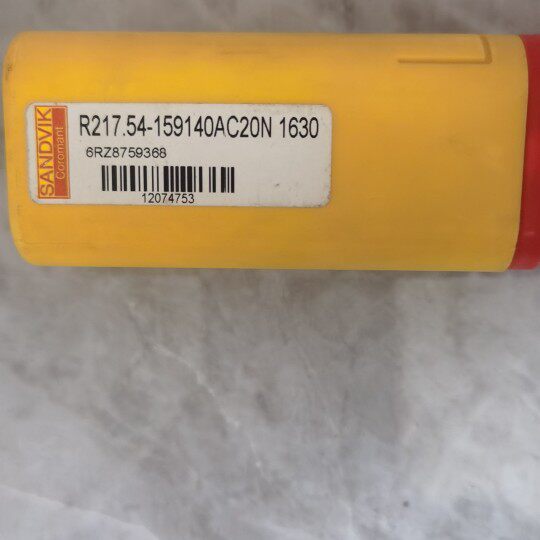 SANDVIK
Coromant
R217.54-159140AC20N 1630
6RZ8759368
12074753